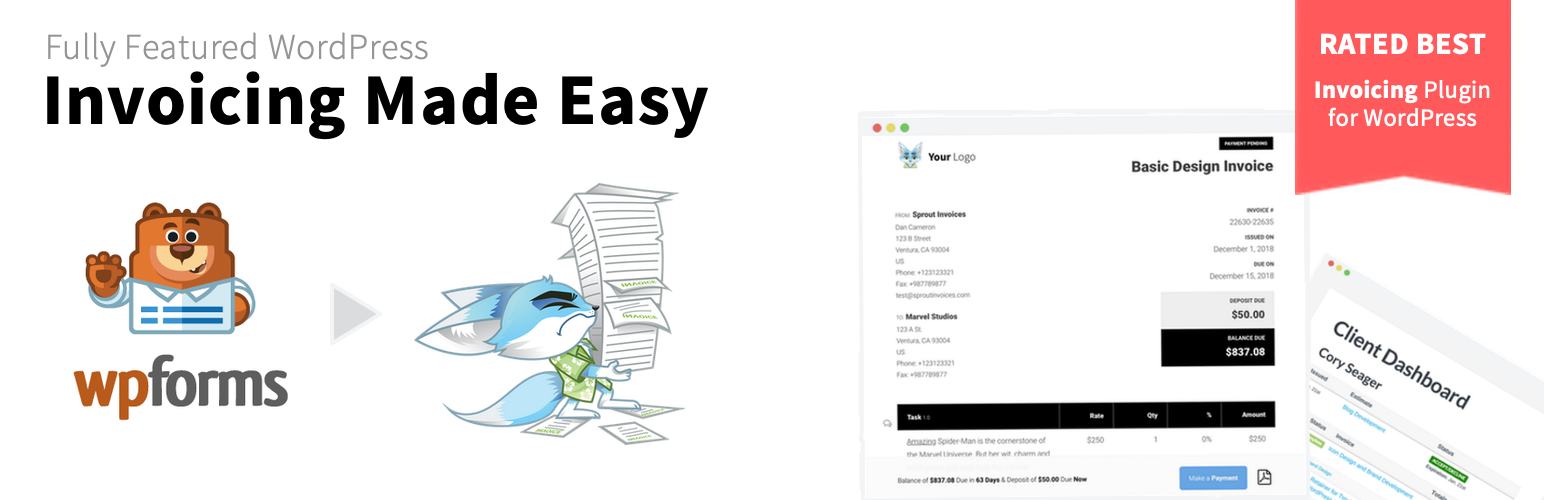 Fully Featured WordPress
Invoicing Made Easy
wpforms
INVOICE
INVOICE
RATED BEST
Invoicing Plugin
for WordPress
Your Logo
PAYMENT PENDING
Basic Design Invoice
FROM: Sprout Invoices
Dan Cameron
123 B Street
Ventura, CA 93004
US
Phone: +123123321
Fax: +987789877
test@sproutinvoices.com
TO: Marvel Studios
123 A St.
Ventura, CA 93004
US
Phone: +123123321
Fax: +987789877
INVOICE #
22630-22635
ISSUED ON
December 1, 2018
DUE ON
December 15, 2018
DEPOSIT DUE
$50.00
BALANCE DUE
$837.08
Task 1.0 Rate Qty % Amount
Amazing Spider-Man is the cornerstone of $250 1 0% $250
the Marvel Universe. But her wit, charm and
Balance of $837.08 Due in 63 Days & Deposit of $50.00 Due Now
Make a Payment
Client Dashboard
Cory Seager
Issued Estimate Status
Blog Development
Status Invoice
Icon Design and Brand Development